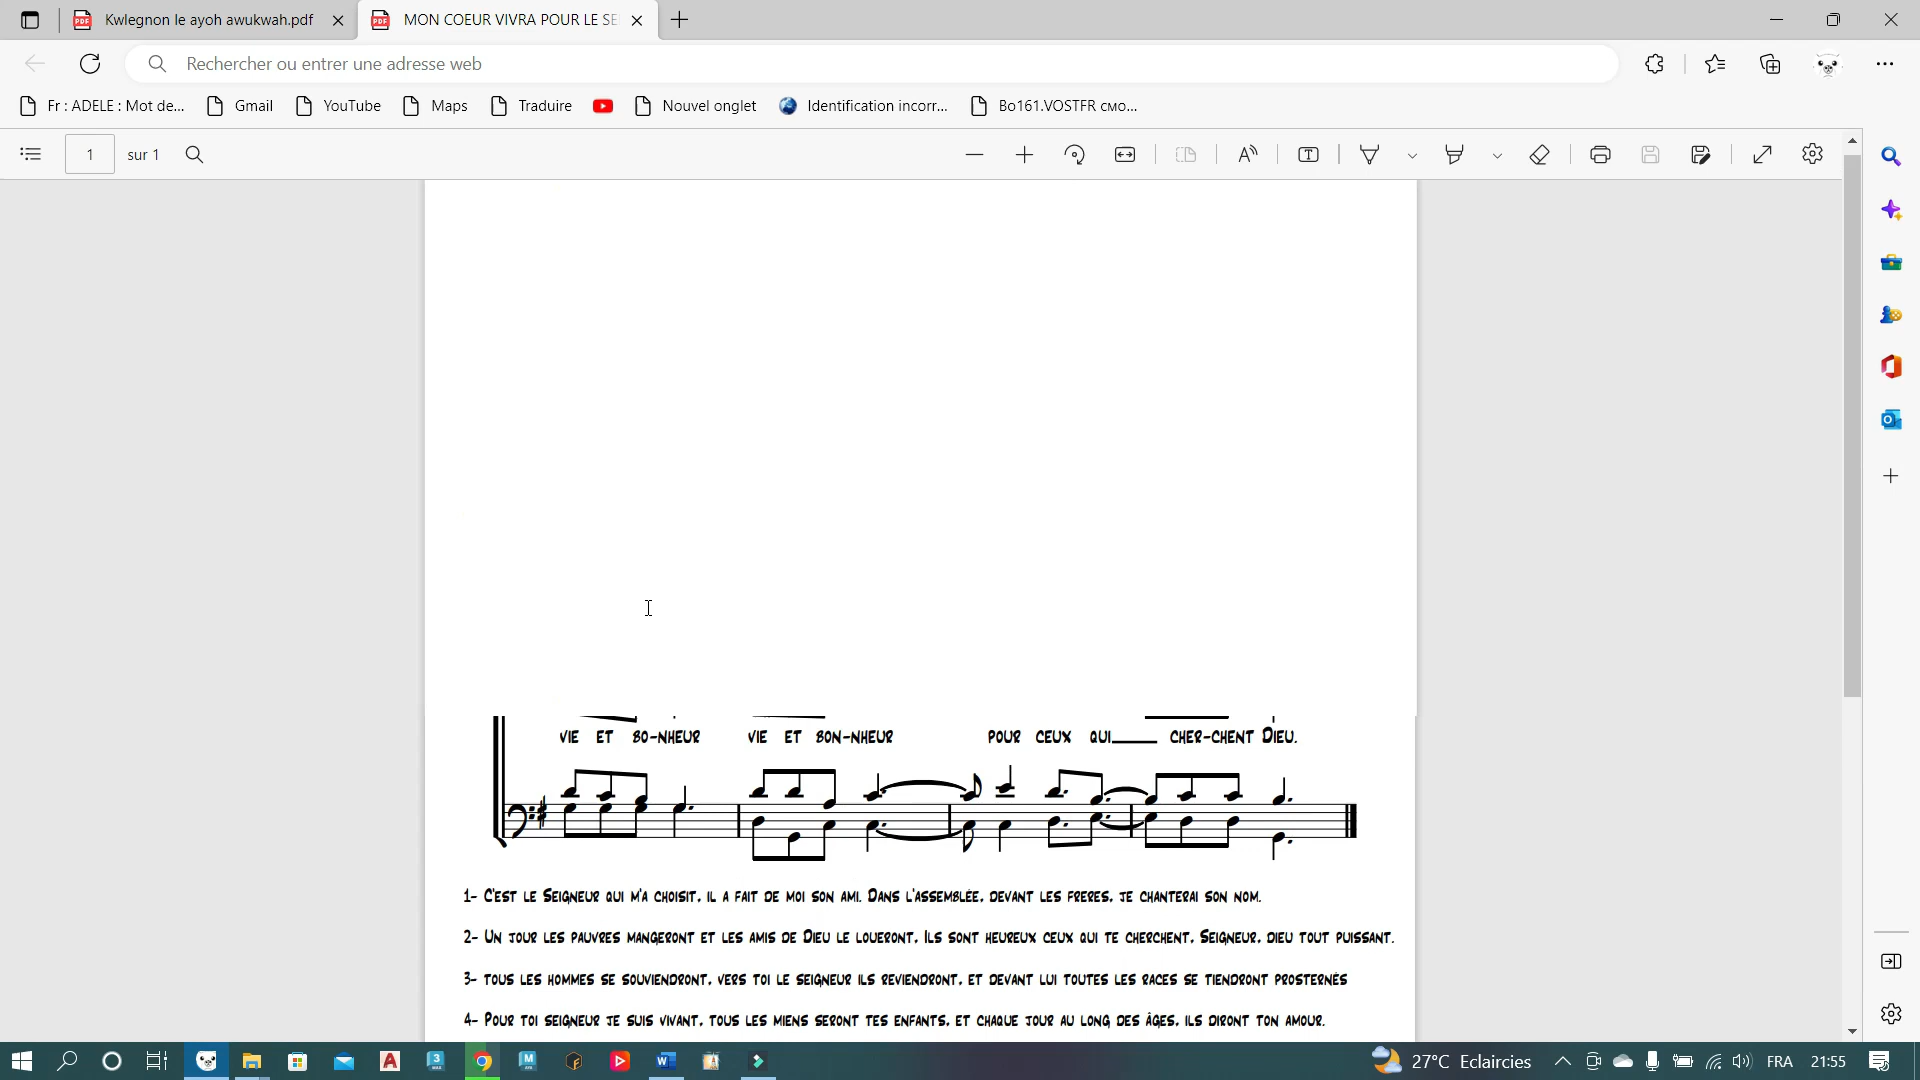 Kwlegnon le ayoh awukwah.pdf
MON COEUR VIVRA POUR LE SE
Rechercher ou entrer une adresse web
Fr : ADELE : Mot de...
Gmail
YouTube
Maps
Traduire
Nouvel onglet
Identification incorr...
Bo161.VOSTFR смо...
1 sur 1
VIE ET BO-NHEUR VIE ET BON-NHEUR POUR CEUX QUI____ CHER-CHENT DIEU.
1- C'EST LE SEIGNEUR QUI M'A CHOISIT, IL A FAIT DE MOI SON AMI. DANS L'ASSEMBLÉE, DEVANT LES FRERES, JE CHANTERAI SON NOM.
2- UN JOUR LES PAUVRES MANGERONT ET LES AMIS DE DIEU LE LOUERONT, ILS SONT HEUREUX CEUX QUI TE CHERCHENT, SEIGNEUR, DIEU TOUT PUISSANT.
3- TOUS LES HOMMES SE SOUVIENDRONT, VERS TOI LE SEIGNEUR ILS REVIENDRONT, ET DEVANT LUI TOUTES LES RACES SE TIENDRONT PROSTERNÉS
4- POUR TOI SEIGNEUR JE SUIS VIVANT, TOUS LES MIENS SERONT TES ENFANTS, ET CHAQUE JOUR AU LONG DES ÂGES, ILS DIRONT TON AMOUR.
27°C Eclaircies
FRA
21:55